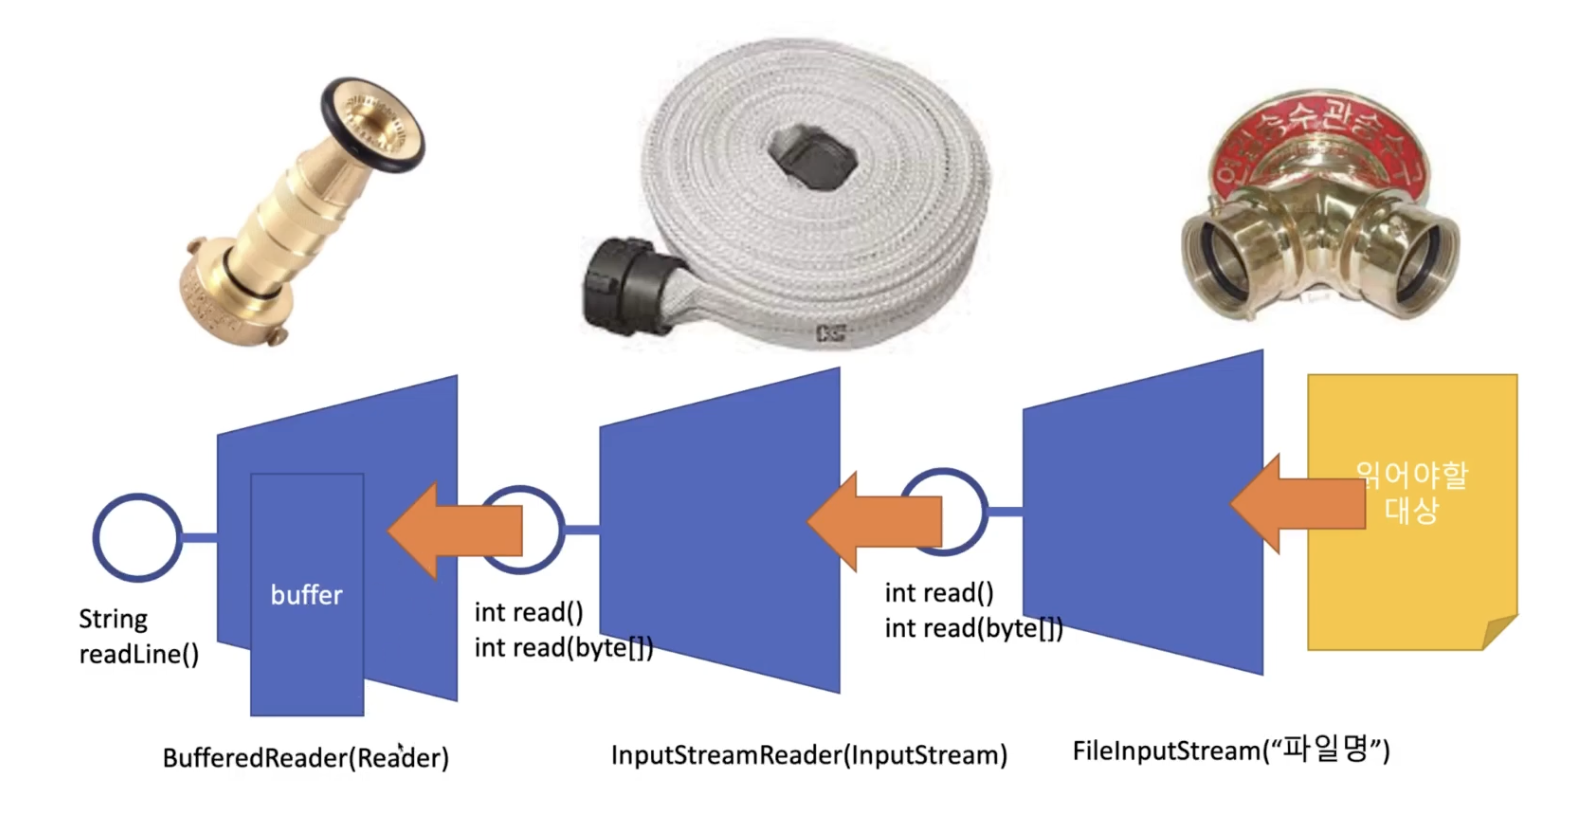 연결송수관송수구
읽어야할
대상
buffer
String
readLine()
int read()
int read(byte[])
int read()
int read(byte[])
BufferedReader(Reader)
InputStreamReader(InputStream)
FileInputStream(“파일명”)